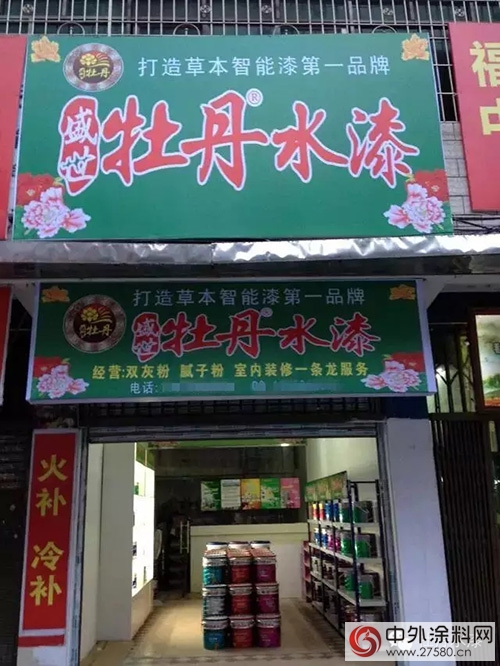 打造草本智能漆第一品牌
牡丹
盛世
牡丹®水漆
福
中
打造草本智能漆第一品牌
牡丹
盛世
牡丹®水漆
经营:双灰粉 腻子粉 室内装修一条龙服务
电话:
火补 冷补
中外涂料网
www.27580.cn